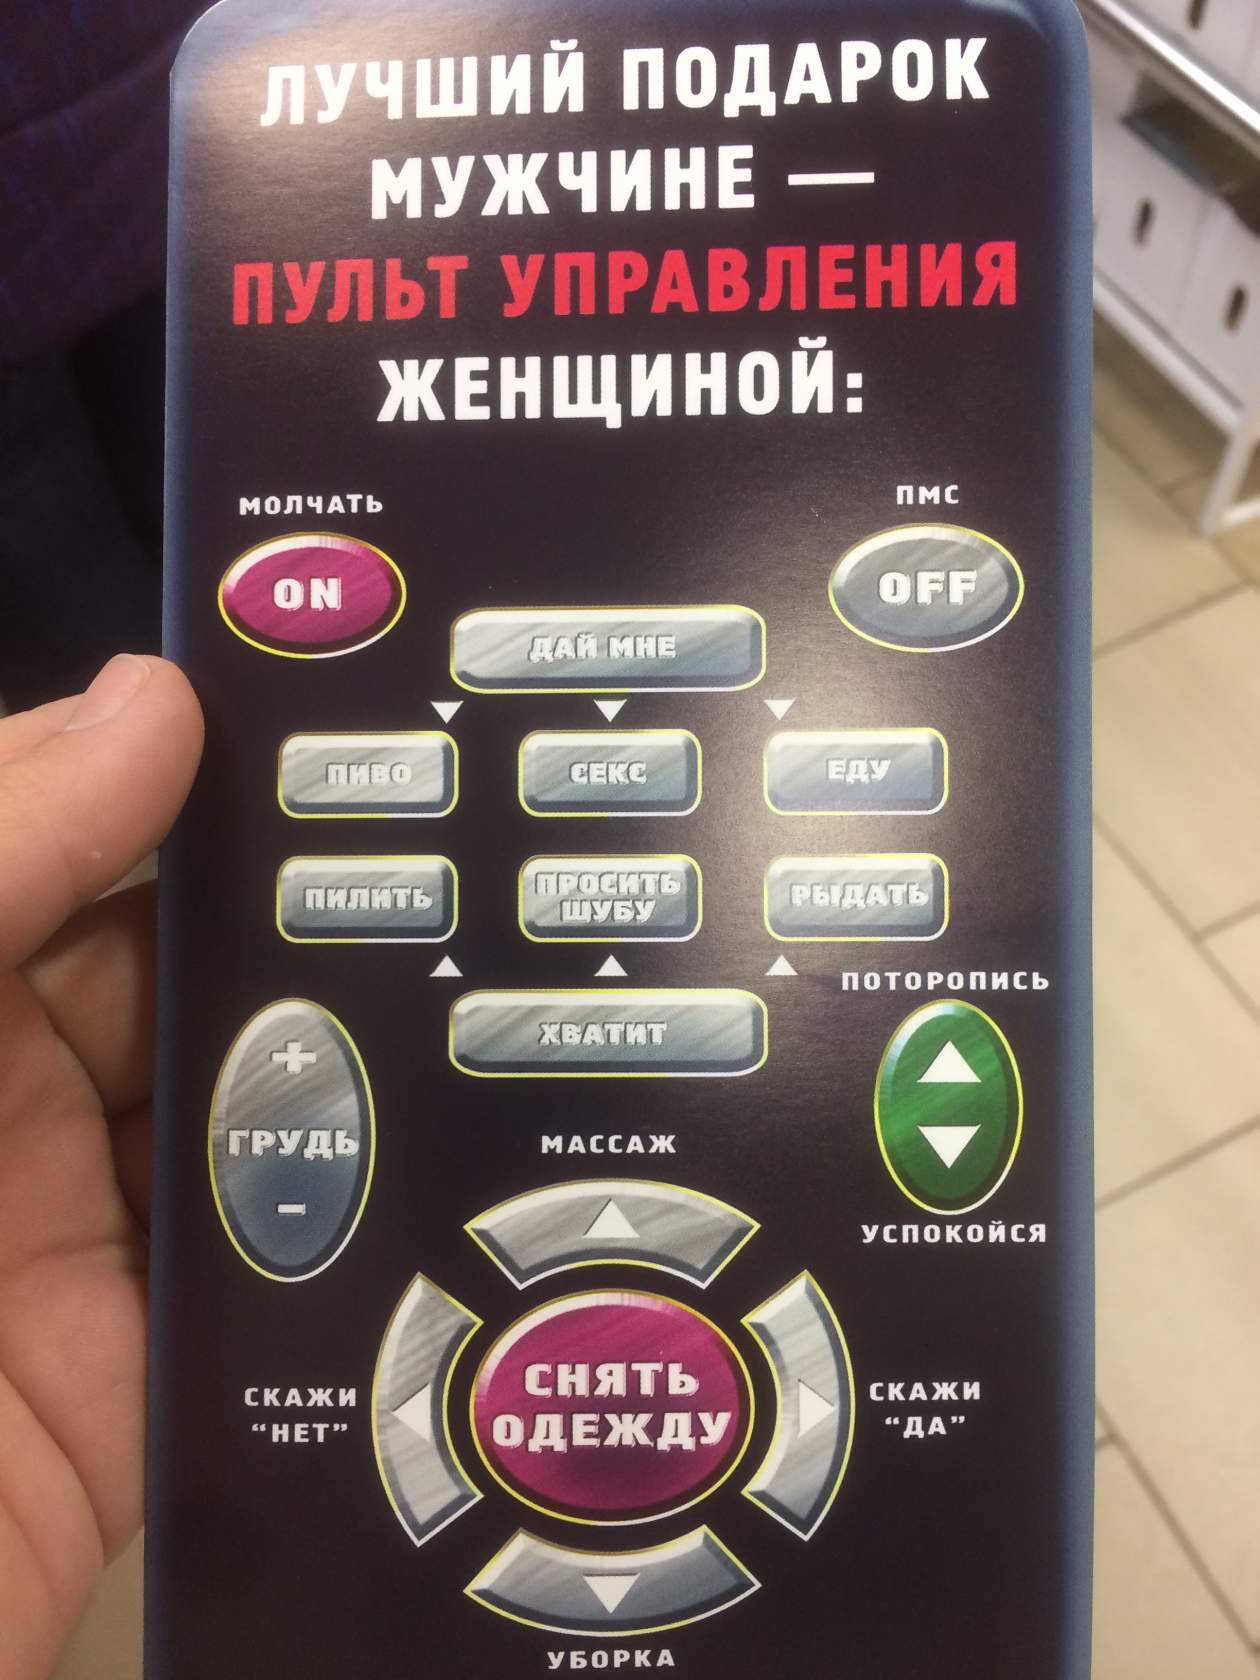 ЛУЧШИЙ ПОДАРОК
МУЖЧИНЕ —
ПУЛЬТ УПРАВЛЕНИЯ
ЖЕНЩИНОЙ:
МОЛЧАТЬ
ПМС
ON
OFF
ДАЙ МНЕ
ПИВО
СЕКС
ЕДУ
ПИЛИТЬ
ПРОСИТЬ
ШУБУ
РЫДАТЬ
ХВАТИТ
ПОТОРОПИСЬ
+
ГРУДЬ
-
УСПОКОЙСЯ
МАССАЖ
СКАЖИ
“НЕТ”
СНЯТЬ
ОДЕЖДУ
СКАЖИ
“ДА”
УБОРКА